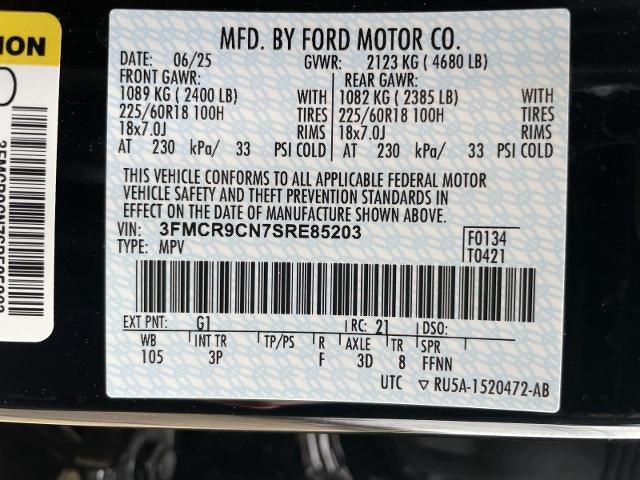 MFD. BY FORD MOTOR CO.
DATE: 06/25 GVWR: 2123 KG ( 4680 LB)
FRONT GAWR: REAR GAWR:
1089 KG ( 2400 LB) WITH 1082 KG ( 2385 LB) WITH
225/60R18 100H TIRES 225/60R18 100H TIRES
18x7.0J RIMS 18x7.0J RIMS
AT 230 kPa/ 33 PSI COLD AT 230 kPa/ 33 PSI COLD
THIS VEHICLE CONFORMS TO ALL APPLICABLE FEDERAL MOTOR
VEHICLE SAFETY AND THEFT PREVENTION STANDARDS IN
EFFECT ON THE DATE OF MANUFACTURE SHOWN ABOVE.
VIN: 3FMCR9CN7SRE85203 F0134
TYPE: MPV T0421
EXT PNT: G1 RC: 21 DSO:
WB INT TR TP/PS R AXLE TR SPR
105 3P F 3D 8 FFNN
UTC ▽ RU5A-1520472-AB